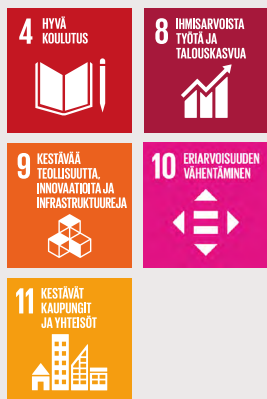 4 HYVÄ
KOULUTUS
8 IHMISARVOISTA
TYÖTÄ JA
TALOUSKASVUA
9 KESTÄVÄÄ
TEOLLISUUTTA,
INNOVAATIOITA JA
INFRASTRUKTUUREJA
10 ERIARVOISUUDEN
VÄHENTÄMINEN
11 KESTÄVÄT
KAUPUNGIT
JA YHTEISÖT